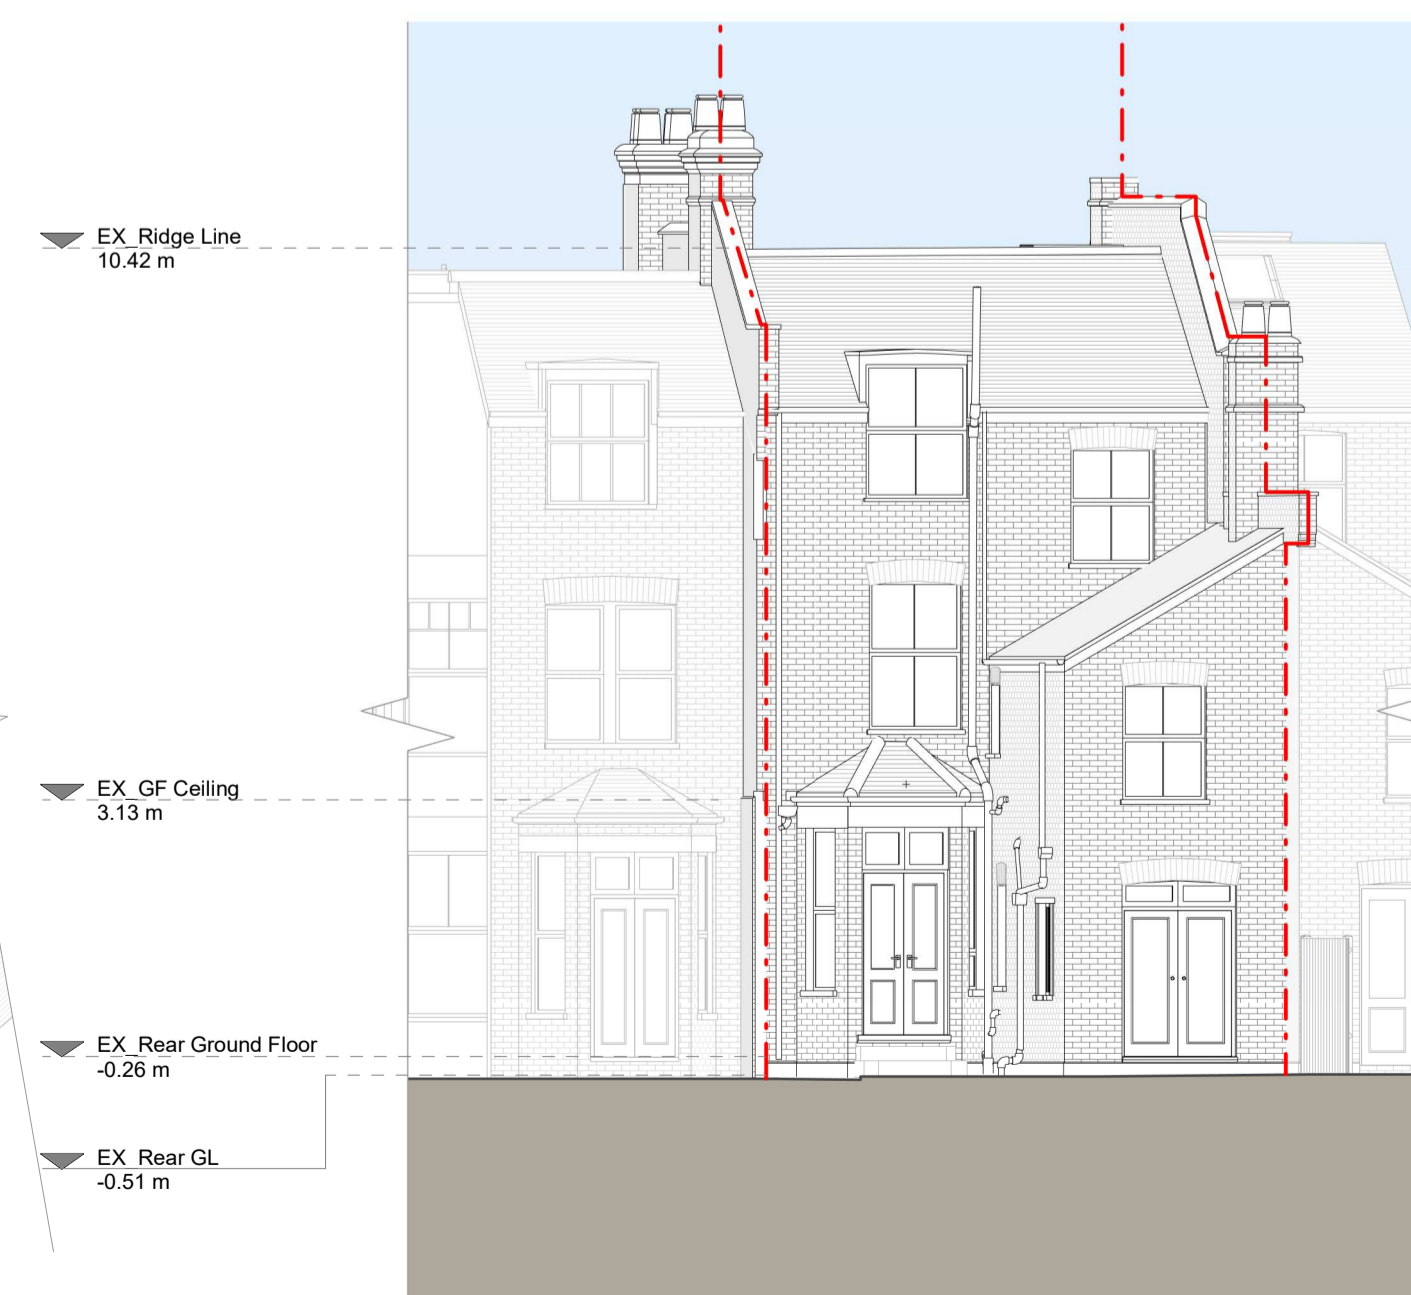 EX_Ridge Line
10.42 m
EX_GF Ceiling
3.13 m
EX_Rear Ground Floor
-0.26 m
EX_Rear GL
-0.51 m